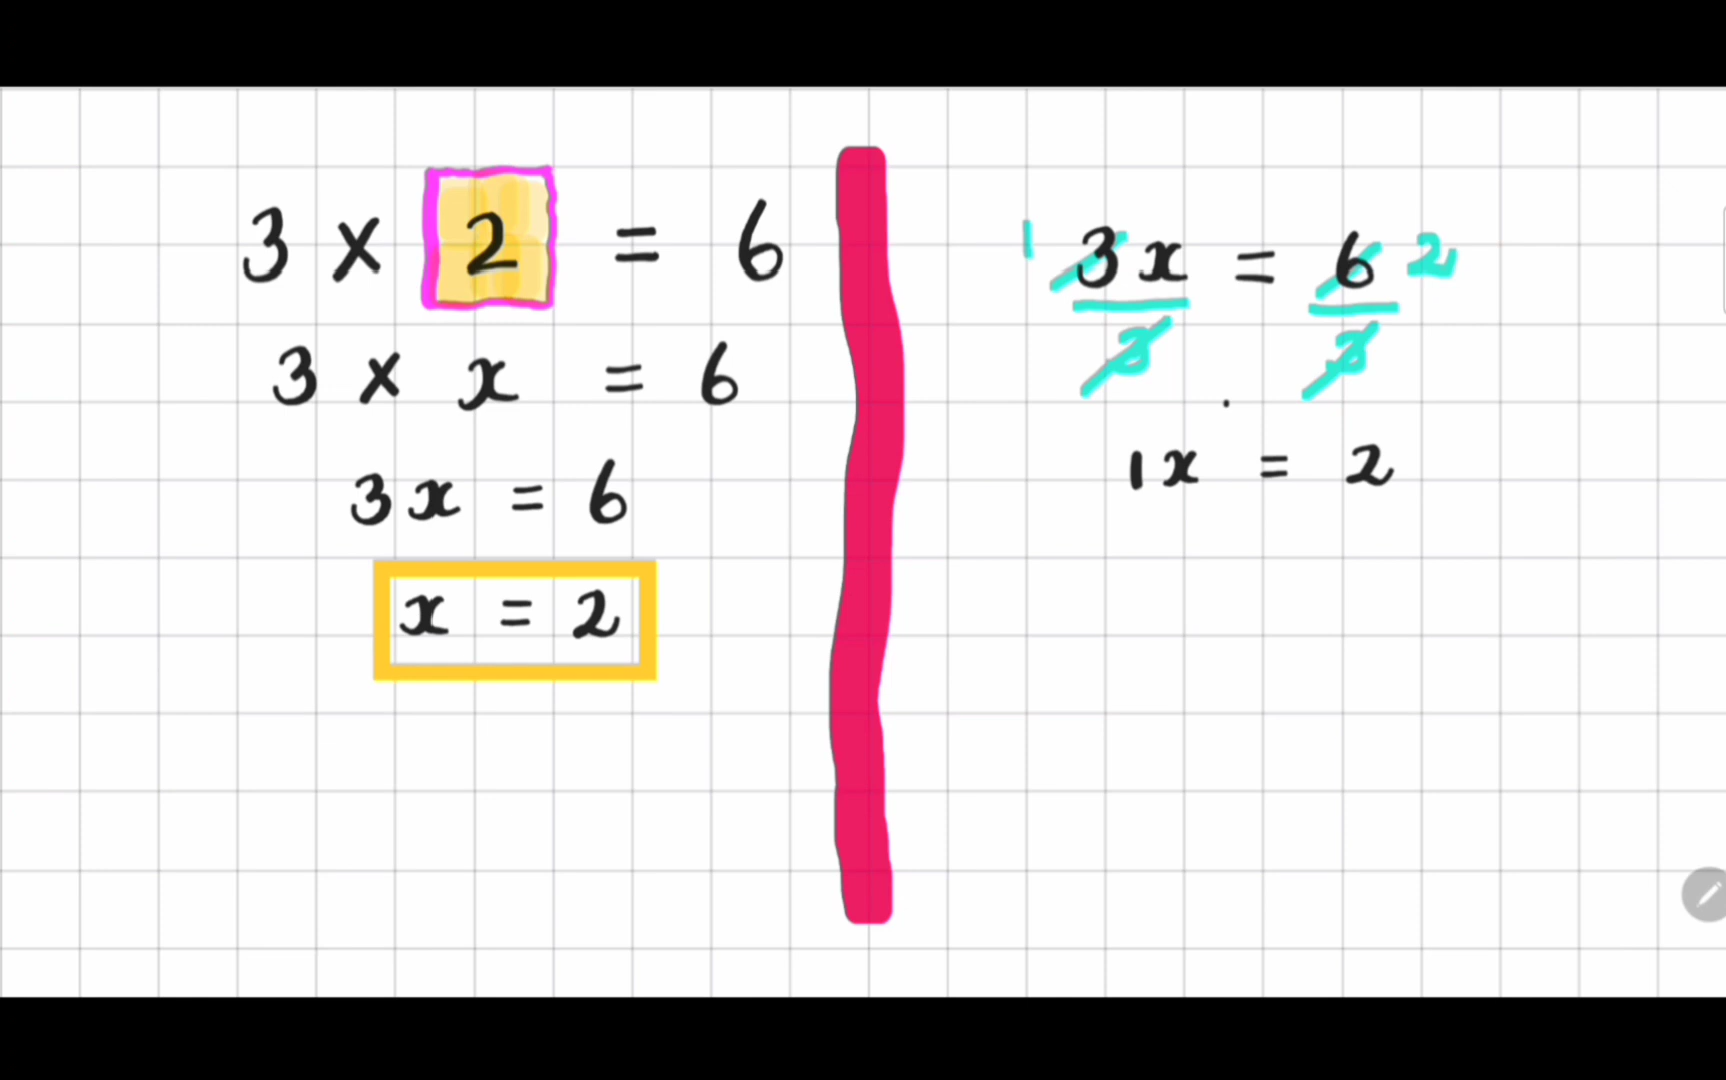 3 × 2 = 6
3 × x = 6
3x = 6
x = 2
1 3x = 6 2
3 3
1x = 2